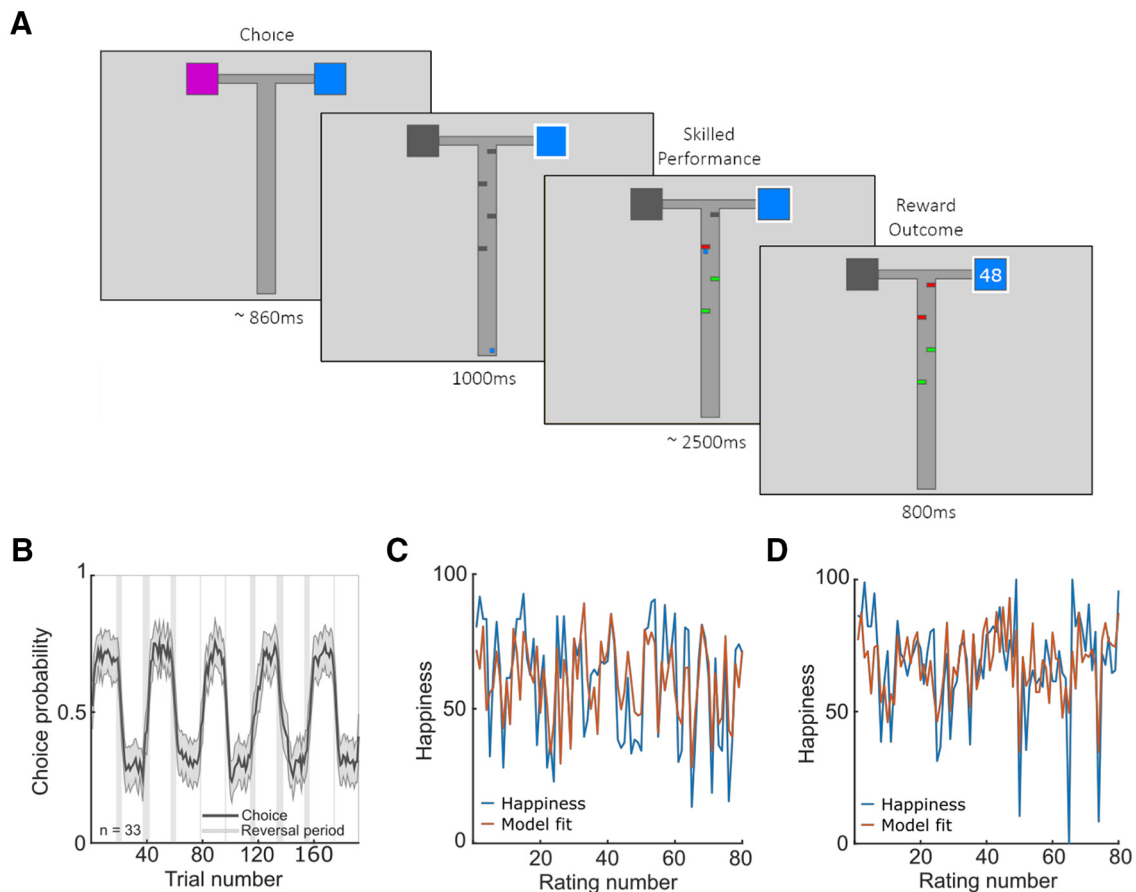 A
Choice
~ 860ms
1000ms
Skilled
Performance
~ 2500ms
Reward
Outcome
48
800ms
B
Choice probability
1
0.5
0
n = 33
Choice
Reversal period
40
80
120
160
Trial number
C
Happiness
100
50
0
Happiness
Model fit
20
40
60
80
Rating number
D
Happiness
100
50
0
Happiness
Model fit
20
40
60
80
Rating number